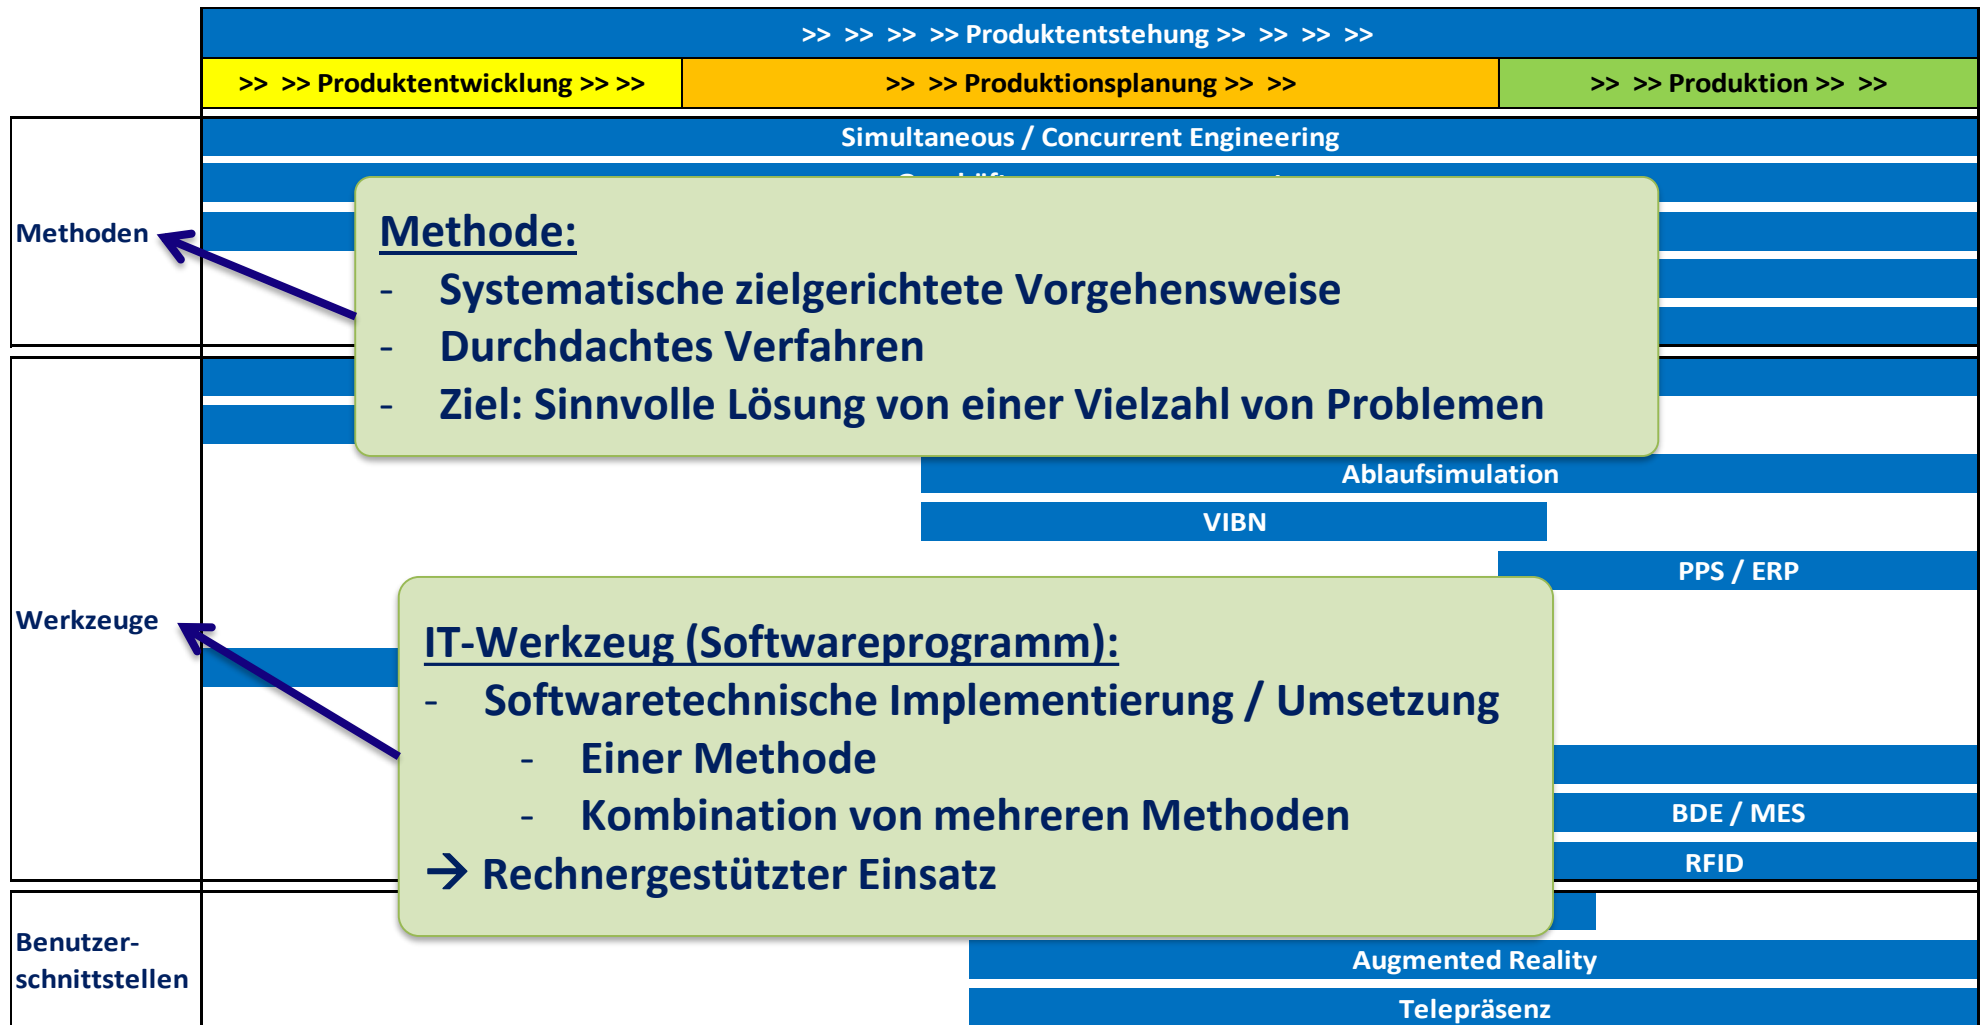 >> >> >> >> Produktentstehung >> >> >> >>
>> >> Produktentwicklung >> >>
>> >> Produktionsplanung >> >>
>> >> Produktion >> >>
Simultaneous / Concurrent Engineering
Methoden
Methode:
- Systematische zielgerichtete Vorgehensweise
- Durchdachtes Verfahren
- Ziel: Sinnvolle Lösung von einer Vielzahl von Problemen
Ablaufsimulation
VIBN
PPS / ERP
Werkzeuge
IT-Werkzeug (Softwareprogramm):
- Softwaretechnische Implementierung / Umsetzung
- Einer Methode
- Kombination von mehreren Methoden
→ Rechnergestützter Einsatz
BDE / MES
RFID
Benutzer-
schnittstellen
Augmented Reality
Telepräsenz